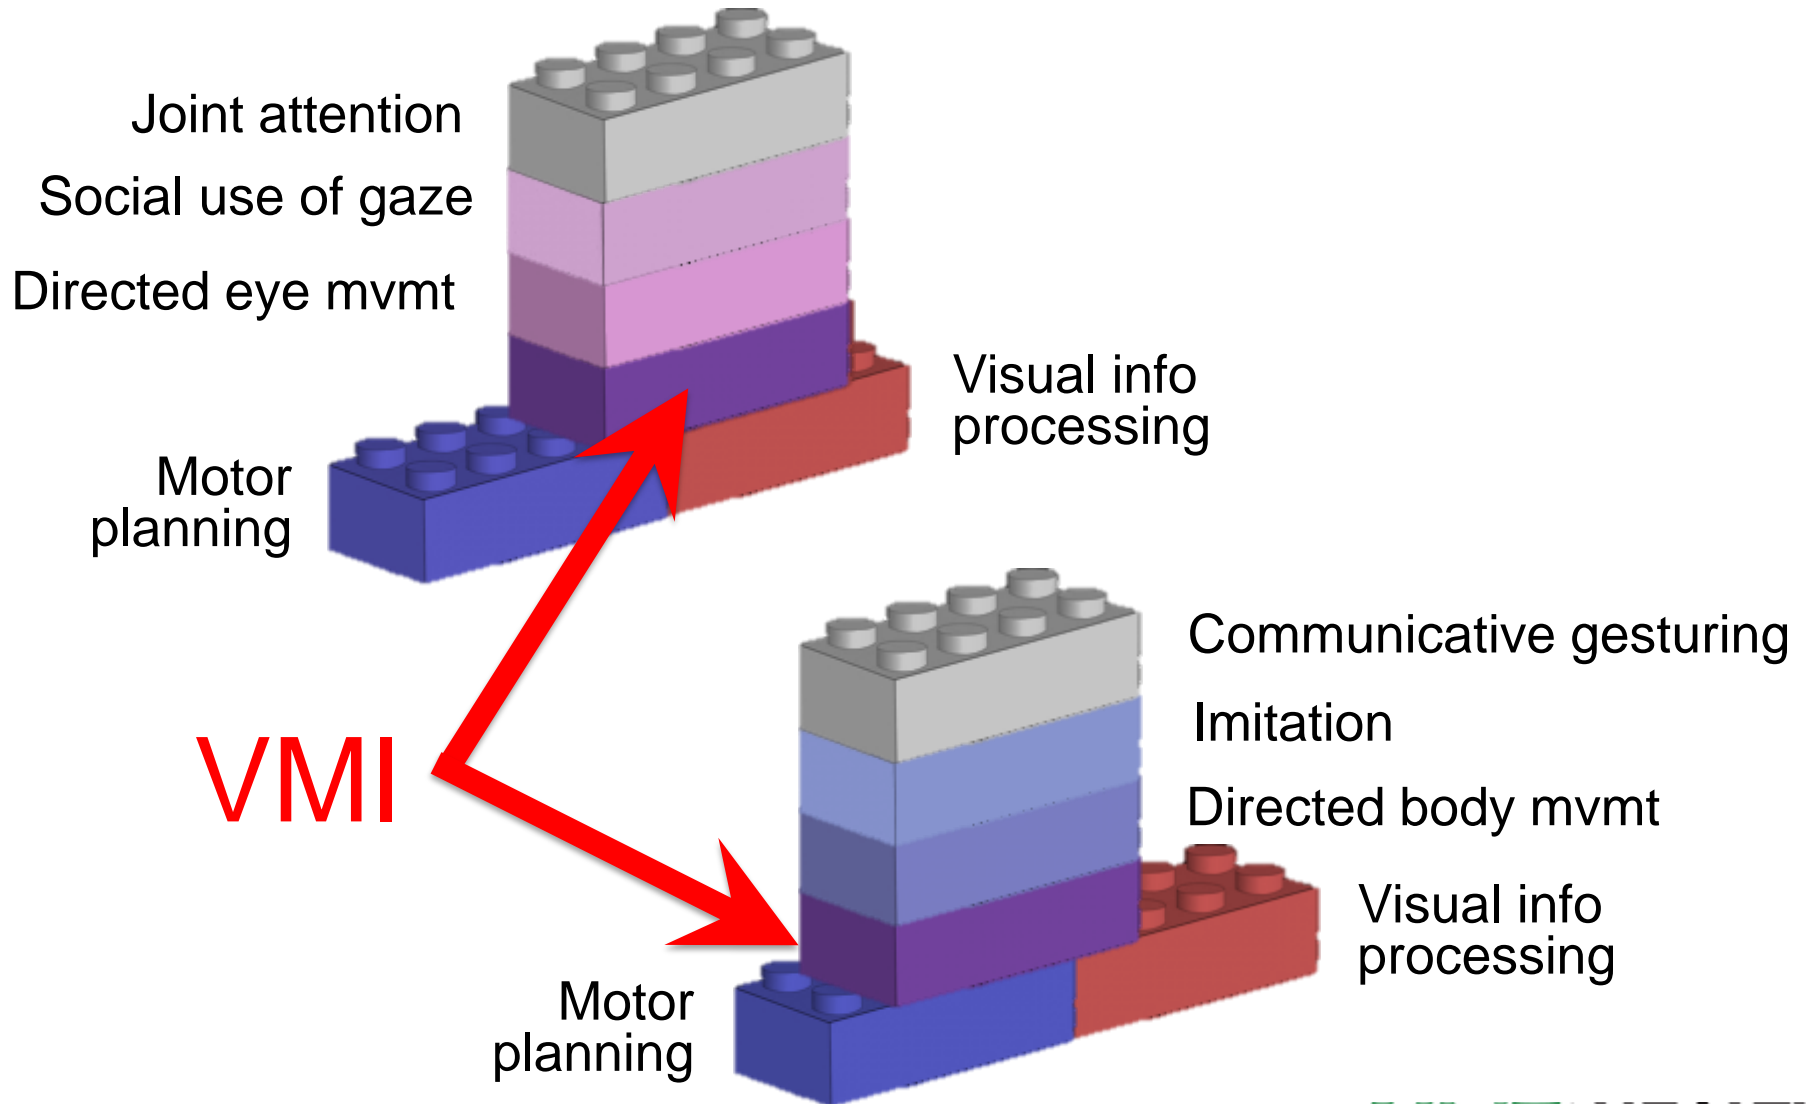 Joint attention
Social use of gaze
Directed eye mvmt
Visual info
processing
Motor
planning
VMI
Communicative gesturing
Imitation
Directed body mvmt
Visual info
processing
Motor
planning